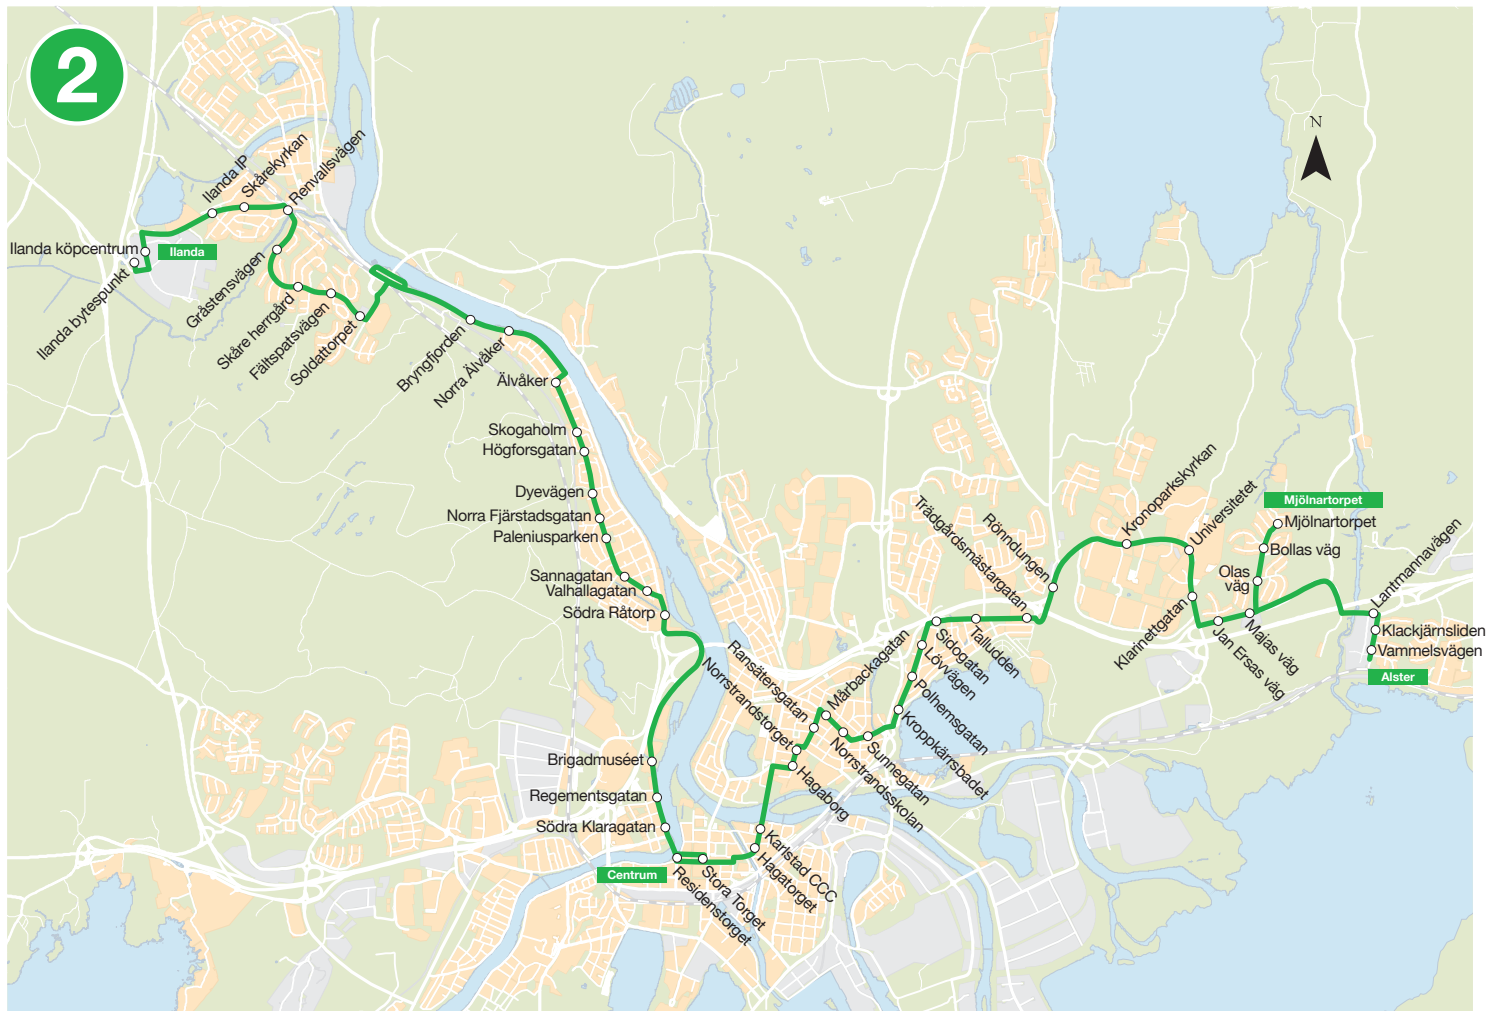 2
N
Ilanda IP
Skårekyrkan
Renvallsvägen
Ilanda köpcentrum
Ilanda
Ilanda bytespunkt
Gråstensvägen
Skåre herrgård
Fältspatsvägen
Soldattorpet
Bryngfjorden
Norra Älvåker
Älvåker
Skogaholm
Högforsgatan
Dyevägen
Norra Fjärstadsgatan
Paleniusparken
Sannagatan
Valhallagatan
Södra Råtorp
Brigadmuséet
Regementsgatan
Södra Klaragatan
Centrum
Residenstorget
Stora Torget
Hagatorget
Karlstad CCC
Hagaborg
Norrstrandstorget
Ransätersgatan
Mårbackagatan
Norrstrandsskolan
Sunnegatan
Kroppkärrsbadet
Polhemsgatan
Lövvägen
Sidogatan
Talludden
Trädgårdsmästargatan
Rönndungen
Kronoparkskyrkan
Universitetet
Klarinettgatan
Jan Ersas väg
Majas väg
Olas
väg
Bollas väg
Mjölnartorpet
Mjölnartorpet
Lantmannavägen
Klackjärnsliden
Vammelsvägen
Alster